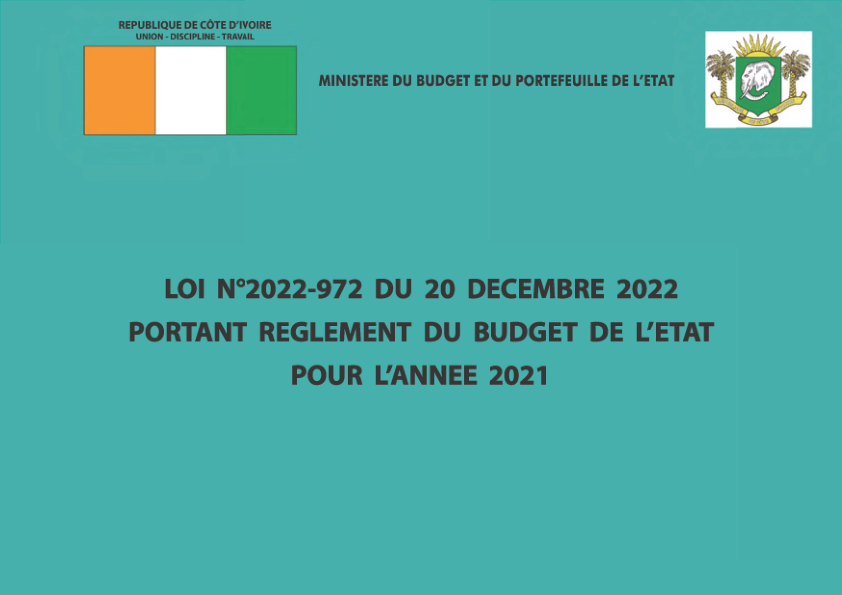 REPUBLIQUE DE CÔTE D'IVOIRE
UNION - DISCIPLINE - TRAVAIL
MINISTERE DU BUDGET ET DU PORTEFEUILLE DE L'ETAT
LOI N°2022-972 DU 20 DECEMBRE 2022
PORTANT REGLEMENT DU BUDGET DE L'ETAT
POUR L'ANNEE 2021